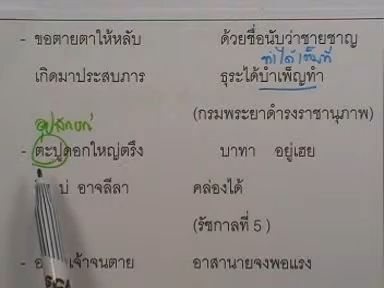 - ขอตายตาให้หลับ ด้วยชื่อนับว่าชายชาญ
ทำได้เต็มที่
เกิดมาประสบภาร ธุระได้บำเพ็ญทำ
(กรมพระยาดำรงราชานุภาพ)
อุปสรรค
- ตะปูดอกใหญ่ตรึง บาทา อยู่เฮย
บ่ อาจลีลา คล่องได้
(รัชกาลที่ 5 )
เจ้าจนตาย อาสานายจงพอแรง